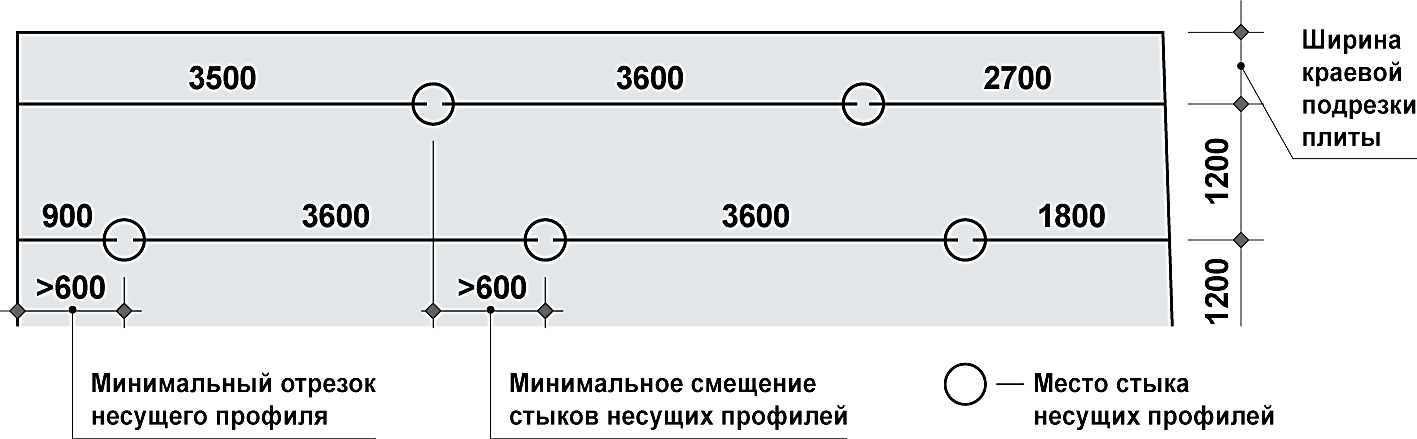 3500
3600
2700
Ширина
краевой
подрезки
плиты
1200
900
3600
3600
1800
>600
>600
1200
Минимальный отрезок
несущего профиля
Минимальное смещение
стыков несущих профилей
Место стыка
несущих профилей